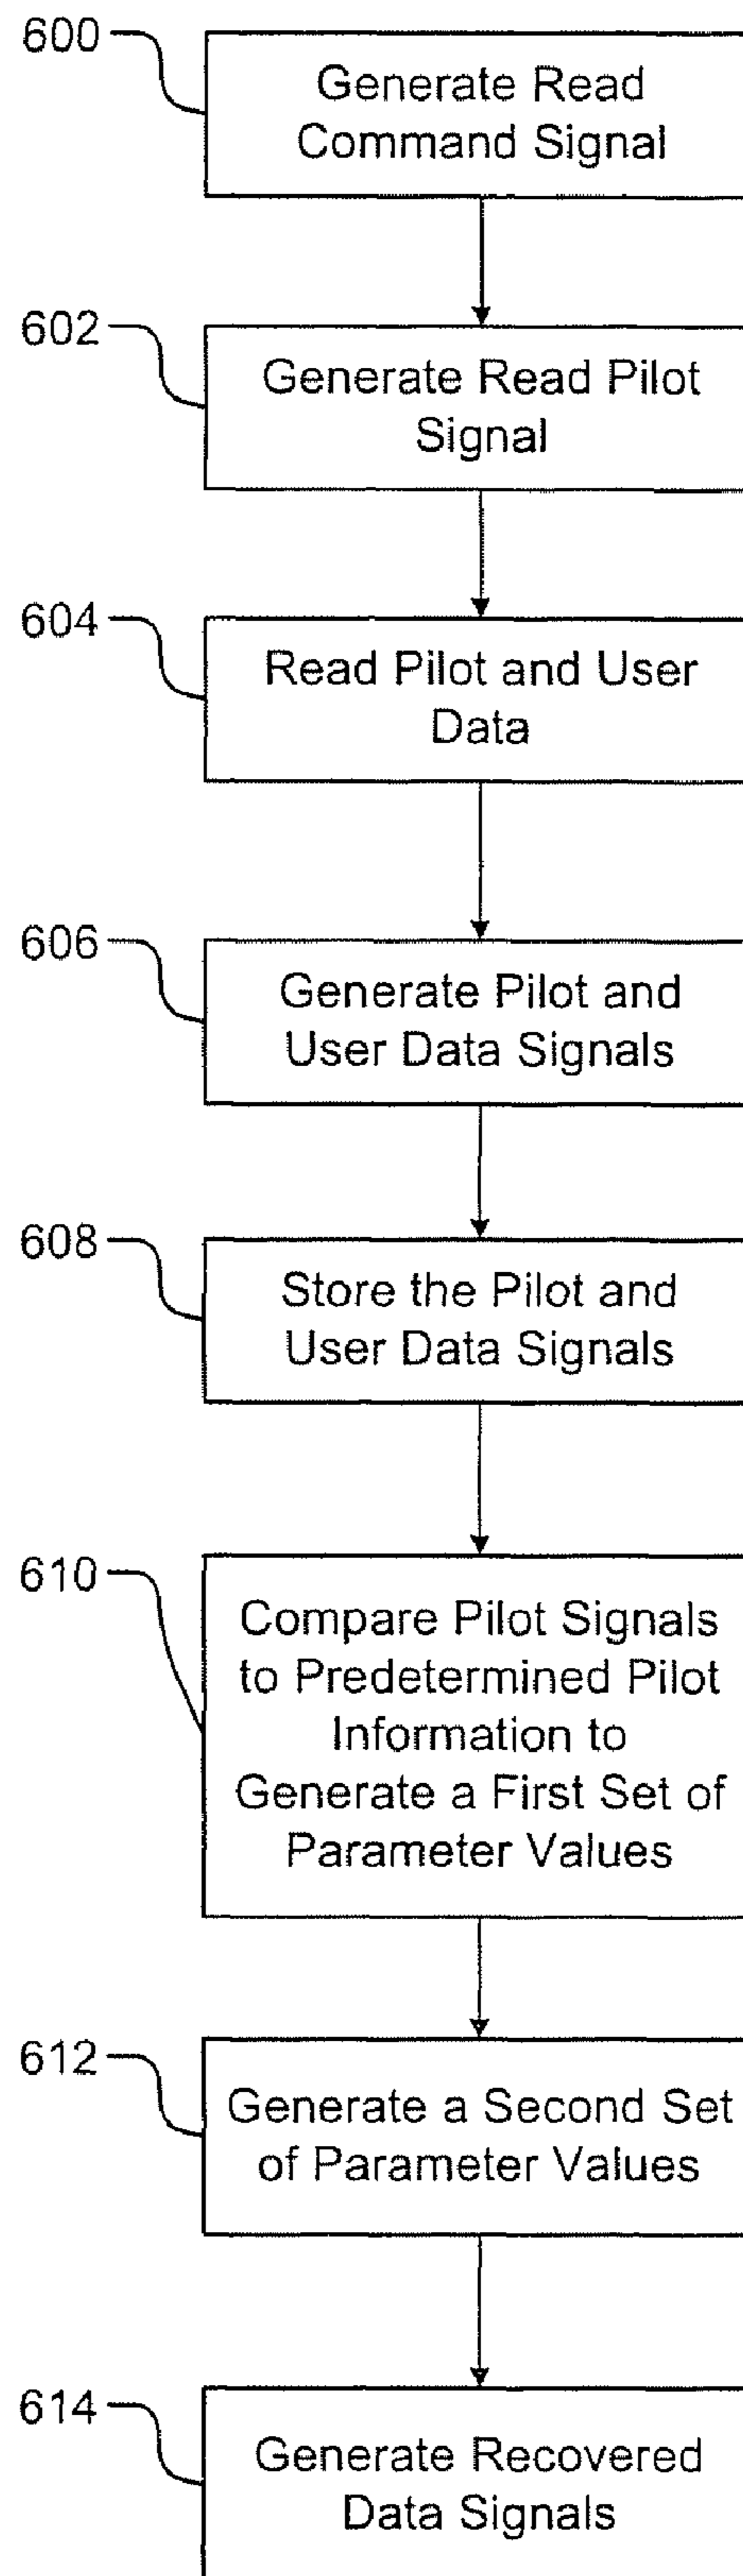 600
Generate Read
Command Signal
602
Generate Read Pilot
Signal
604
Read Pilot and User
Data
606
Generate Pilot and
User Data Signals
608
Store the Pilot and
User Data Signals
610
Compare Pilot Signals
to Predetermined Pilot
Information to
Generate a First Set of
Parameter Values
612
Generate a Second Set
of Parameter Values
614
Generate Recovered
Data Signals